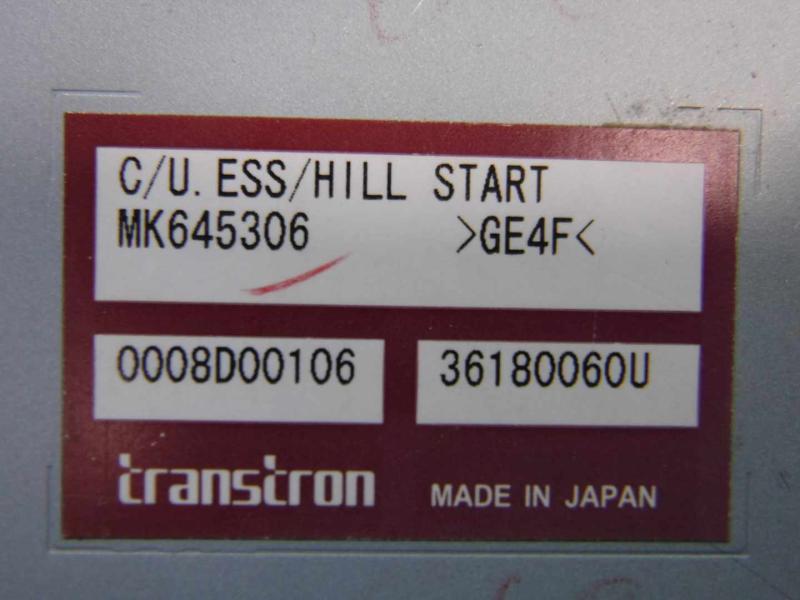 C/U. ESS/HILL START
MK645306 >GE4F<
0008D00106 36180060U
transtron MADE IN JAPAN